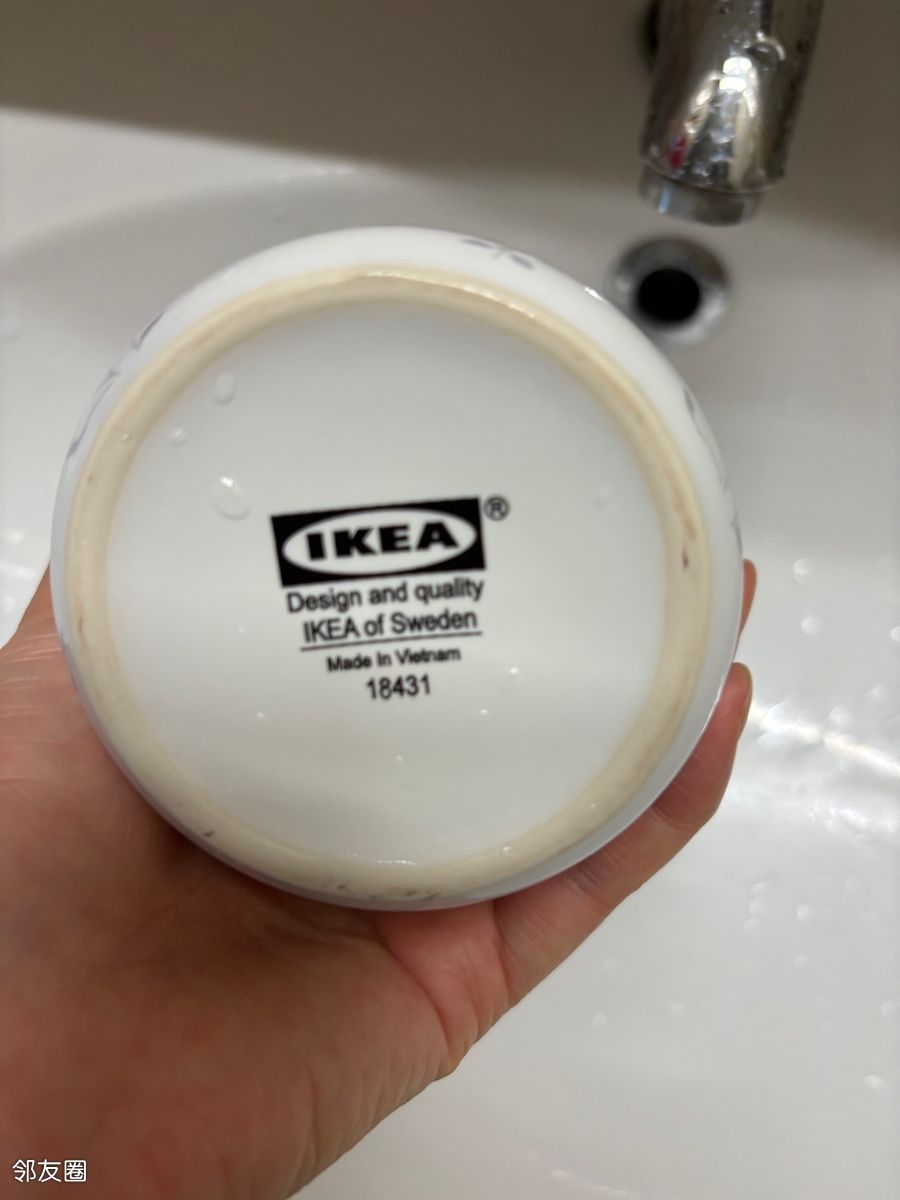 IKEA®
Design and quality
IKEA of Sweden
Made in Vietnam
18431
邻友圈